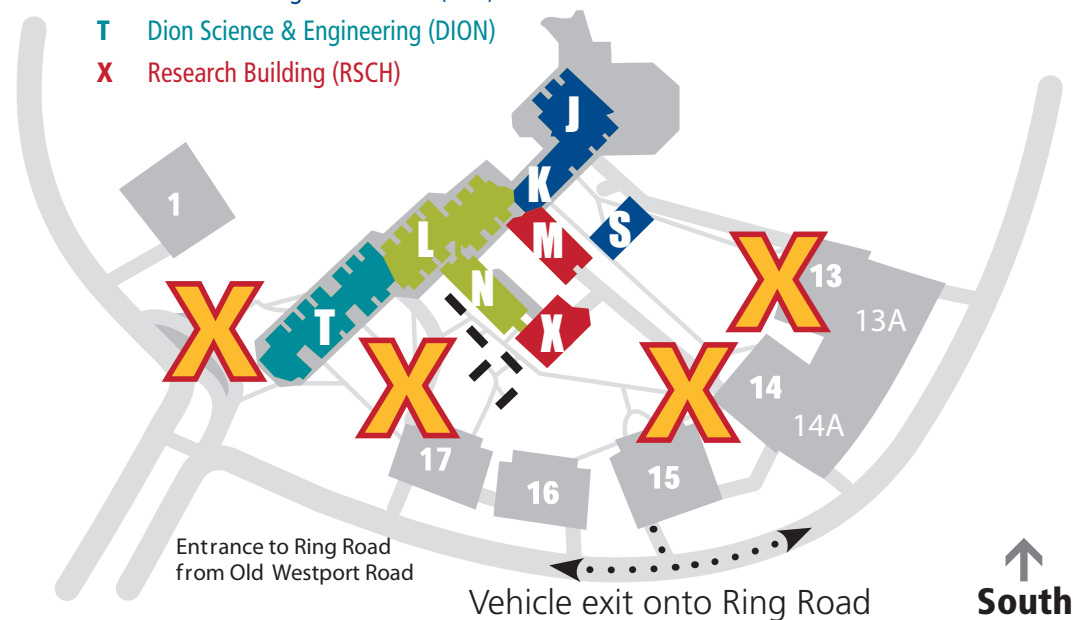 T Dion Science & Engineering (DION)
X Research Building (RSCH)
J
K
1
S
L
M
13
N
13A
T
X
14
14A
17
15
16
Entrance to Ring Road
from Old Westport Road
Vehicle exit onto Ring Road
South
X
X
X
X